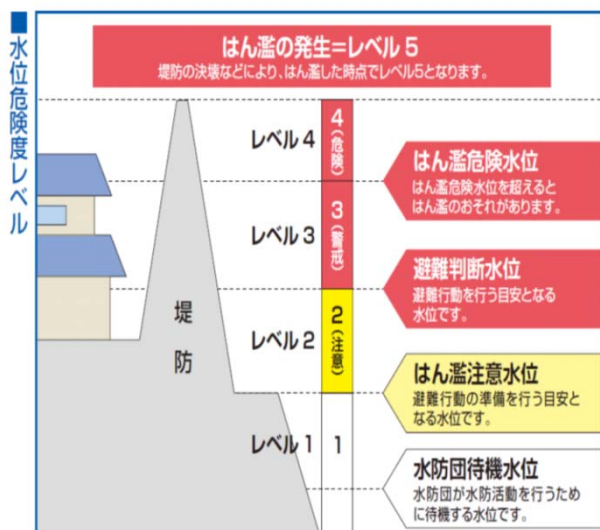 ■水位危険度レベル
はん濫の発生=レベル5
堤防の決壊などにより、はん濫した時点でレベル5となります。
レベル4
4(危険)
はん濫危険水位
はん濫危険水位を超えると
はん濫のおそれがあります。
レベル3
3(警戒)
避難判断水位
避難行動を行う目安となる
水位です。
堤防
レベル2
2(注意)
はん濫注意水位
避難行動の準備を行う目安と
なる水位です。
レベル1
1
水防団待機水位
水防団が水防活動を行うため
に待機する水位です。